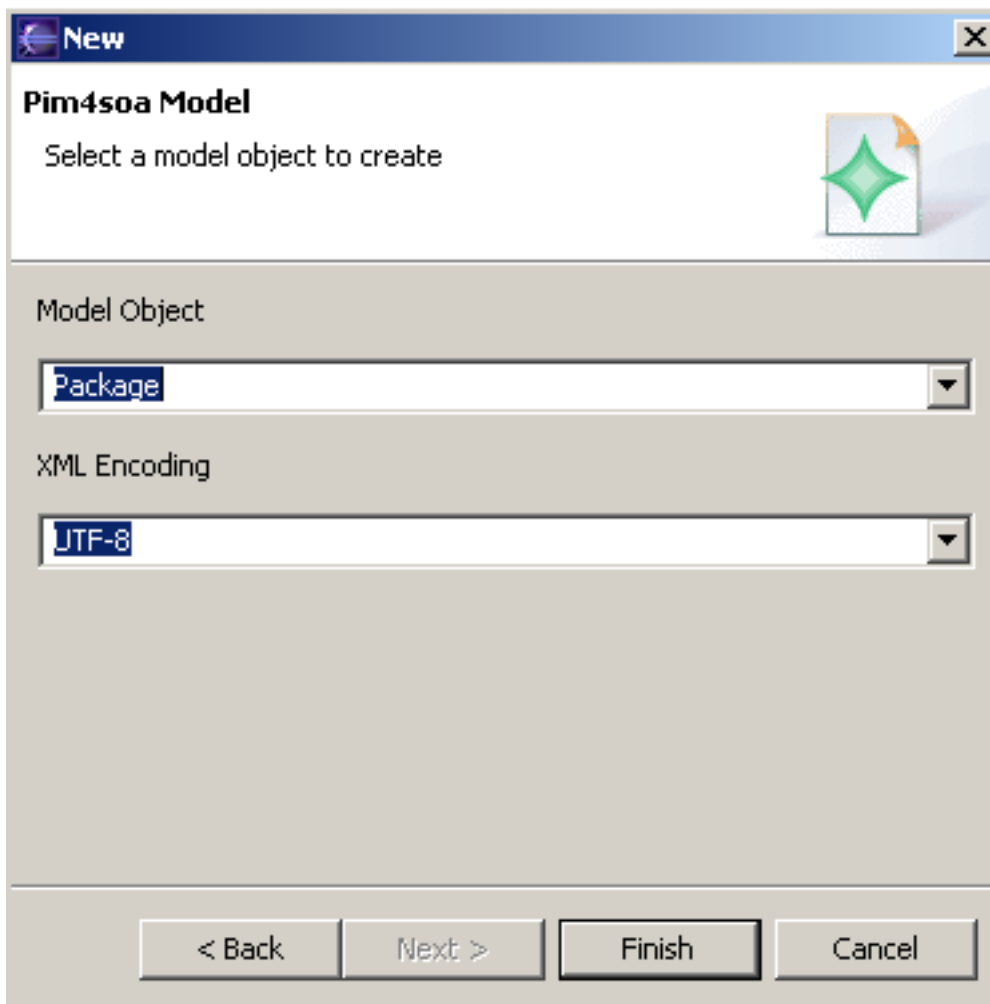 New
Pim4soa Model
Select a model object to create
Model Object
Package
XML Encoding
UTF-8
< Back Next > Finish Cancel